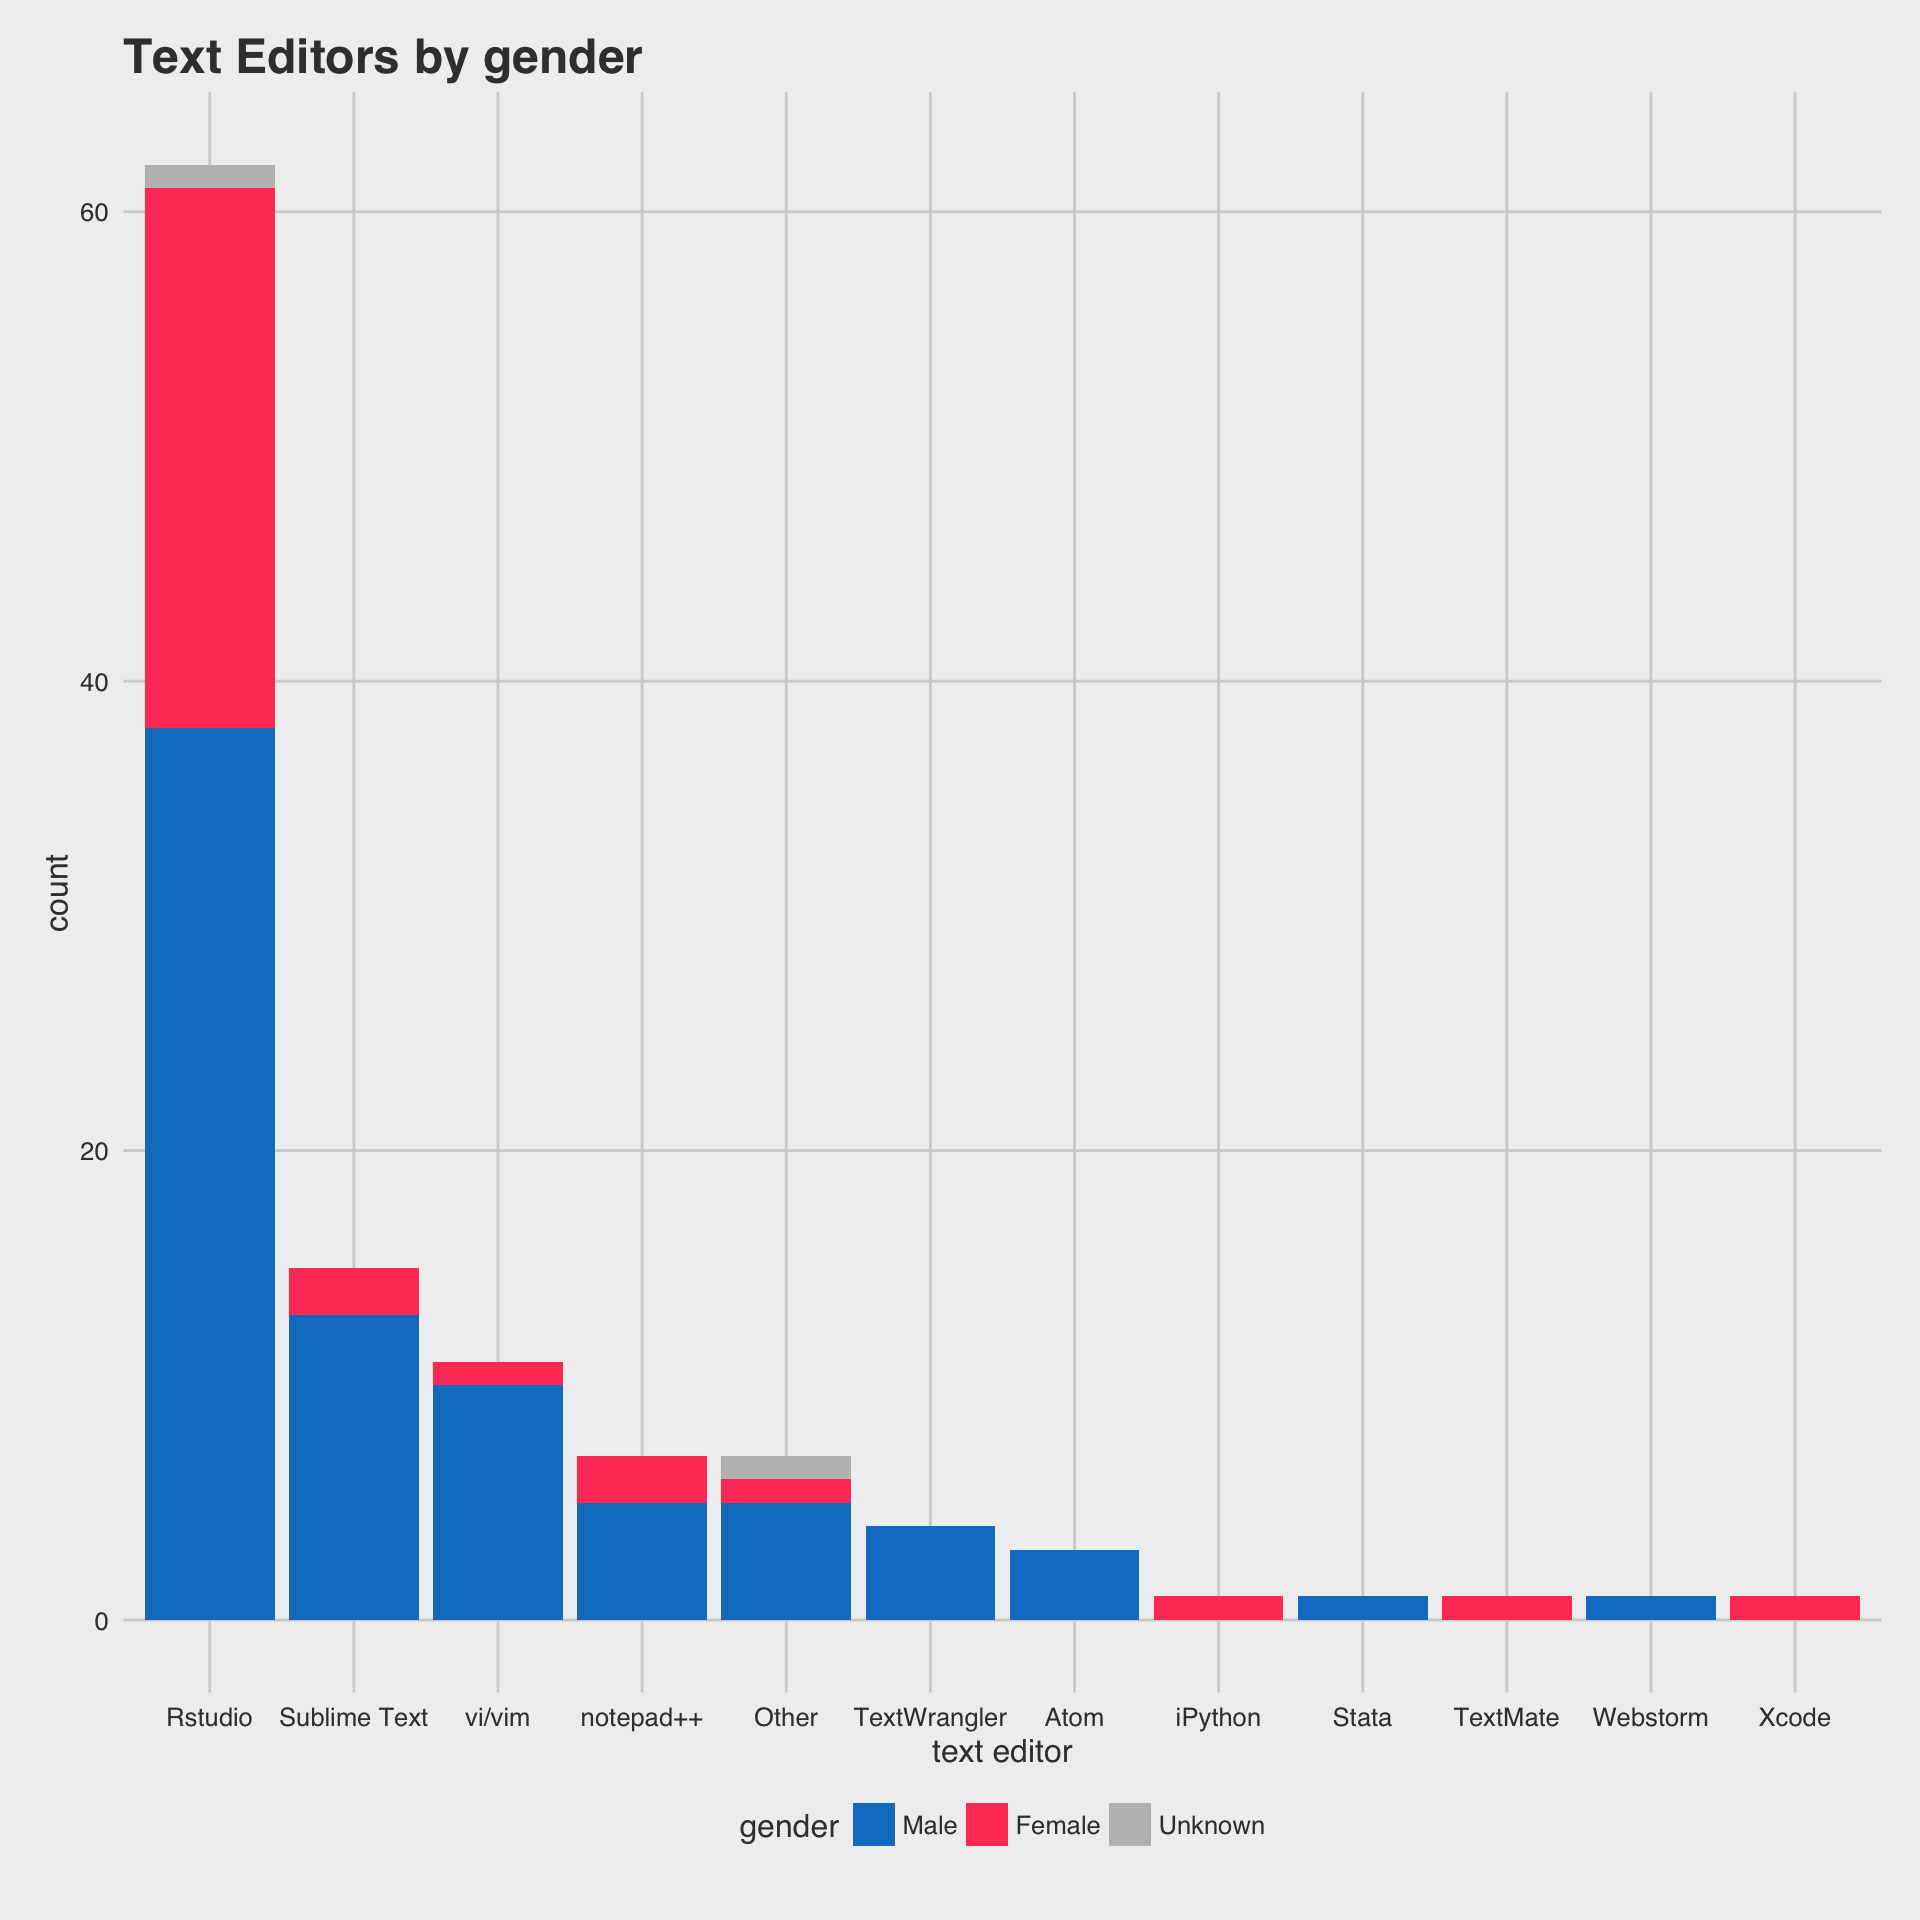 Text Editors by gender
60
40
20
0
count
Rstudio Sublime Text vi/vim notepad++ Other TextWrangler Atom iPython Stata TextMate Webstorm Xcode
text editor
gender Male Female Unknown